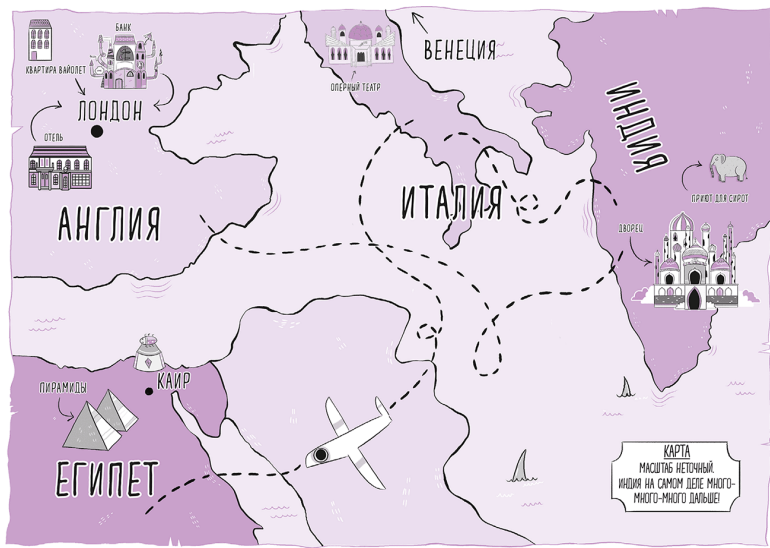 БАНК
КВАРТИРА ВАЙОЛЕТ
ЛОНДОН
ОТЕЛЬ
АНГЛИЯ
ОПЕРНЫЙ ТЕАТР
ВЕНЕЦИЯ
ИТАЛИЯ
ИНДИЯ
ПРИЮТ ДЛЯ СИРОТ
ДВОРЕЦ
КАИР
ПИРАМИДЫ
ЕГИПЕТ
КАРТА
МАСШТАБ НЕТОЧНЫЙ.
ИНДИЯ НА САМОМ ДЕЛЕ МНОГО-
МНОГО-МНОГО ДАЛЬШЕ!